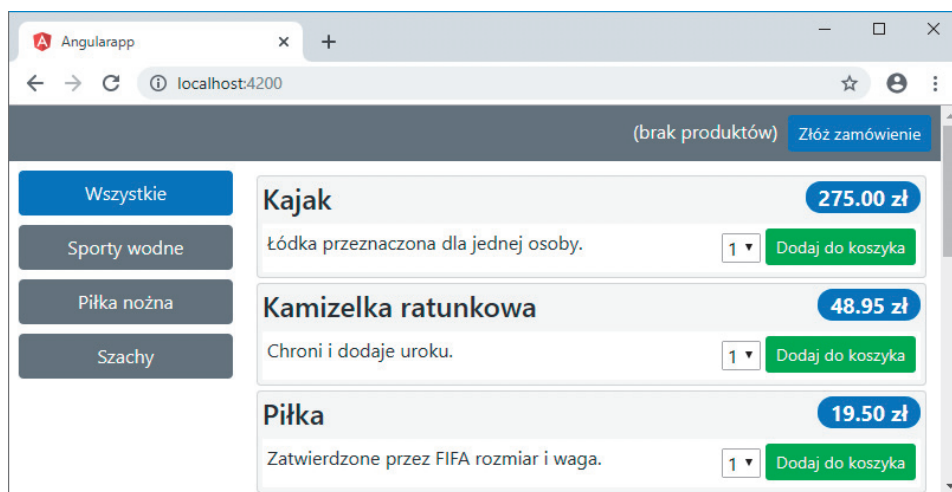 Angularapp
localhost:4200
(brak produktów) Złóż zamówienie
Wszystkie
Sporty wodne
Piłka nożna
Szachy
Kajak 275.00 zł
Łódka przeznaczona dla jednej osoby. 1 Dodaj do koszyka
Kamizelka ratunkowa 48.95 zł
Chroni i dodaje uroku. 1 Dodaj do koszyka
Piłka 19.50 zł
Zatwierdzone przez FIFA rozmiar i waga. 1 Dodaj do koszyka